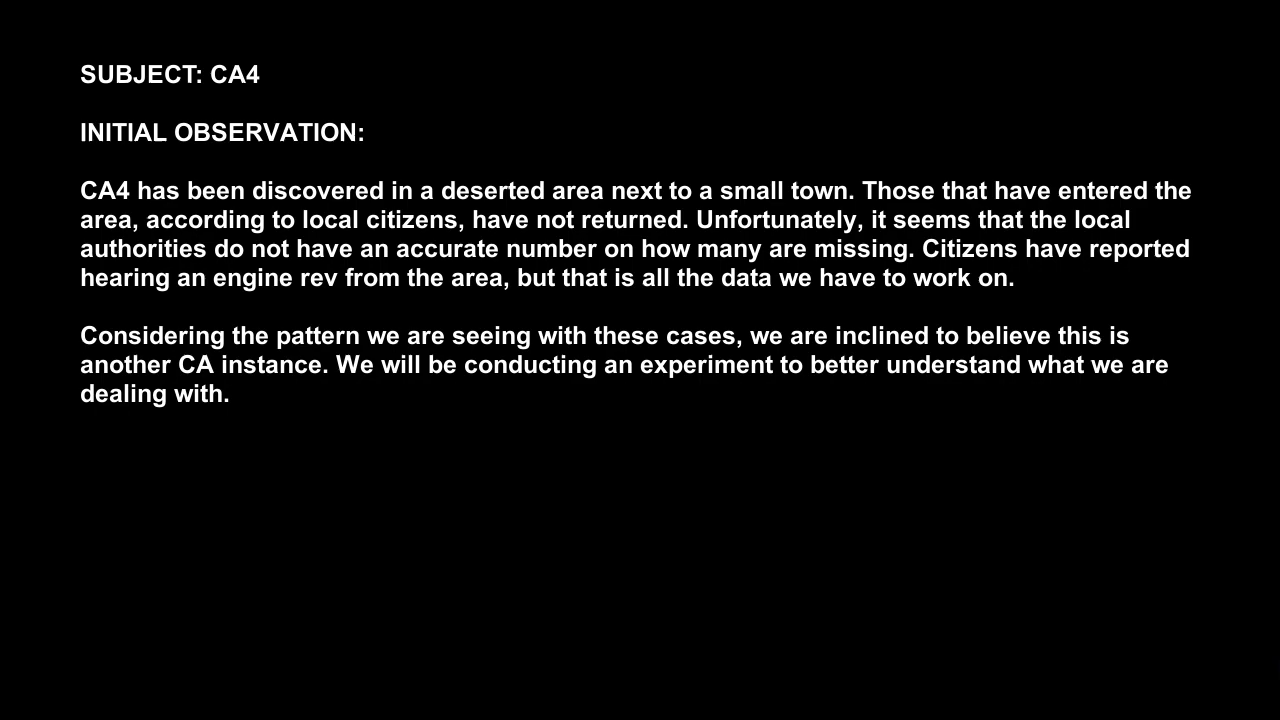 SUBJECT: CA4
INITIAL OBSERVATION:
CA4 has been discovered in a deserted area next to a small town. Those that have entered the
area, according to local citizens, have not returned. Unfortunately, it seems that the local
authorities do not have an accurate number on how many are missing. Citizens have reported
hearing an engine rev from the area, but that is all the data we have to work on.
Considering the pattern we are seeing with these cases, we are inclined to believe this is
another CA instance. We will be conducting an experiment to better understand what we are
dealing with.